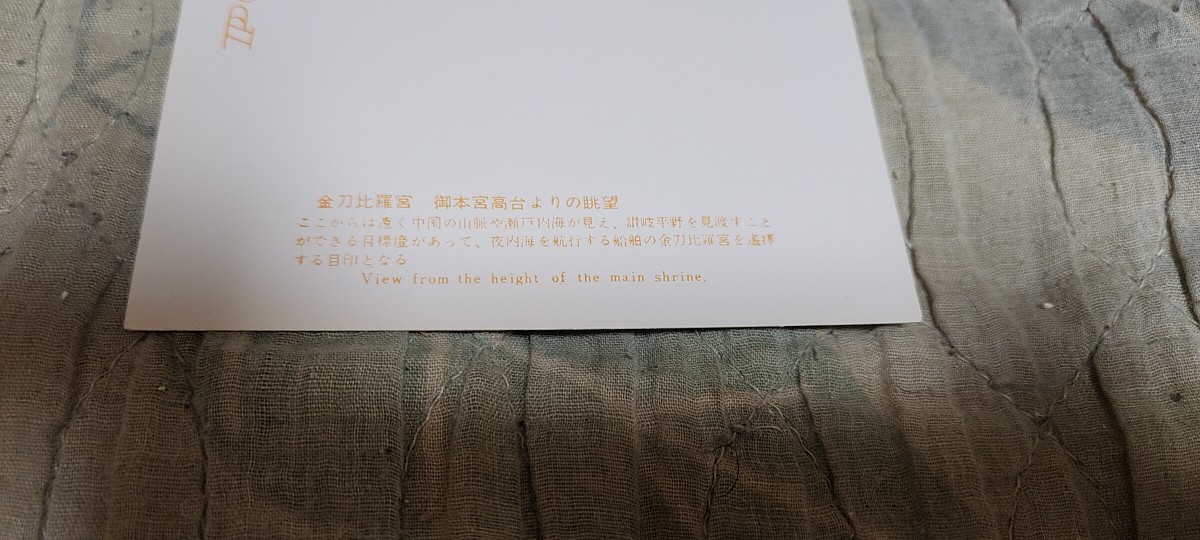 金刀比羅宮　御本宮高台よりの眺望
ここからは遠く中国の山脈や瀬戸内海が見え、讃岐平野を見渡すこと
ができる目標燈があって、夜内海を航行する船舶の金刀比羅宮を遙拝
する目印となる
View from the height of the main shrine.